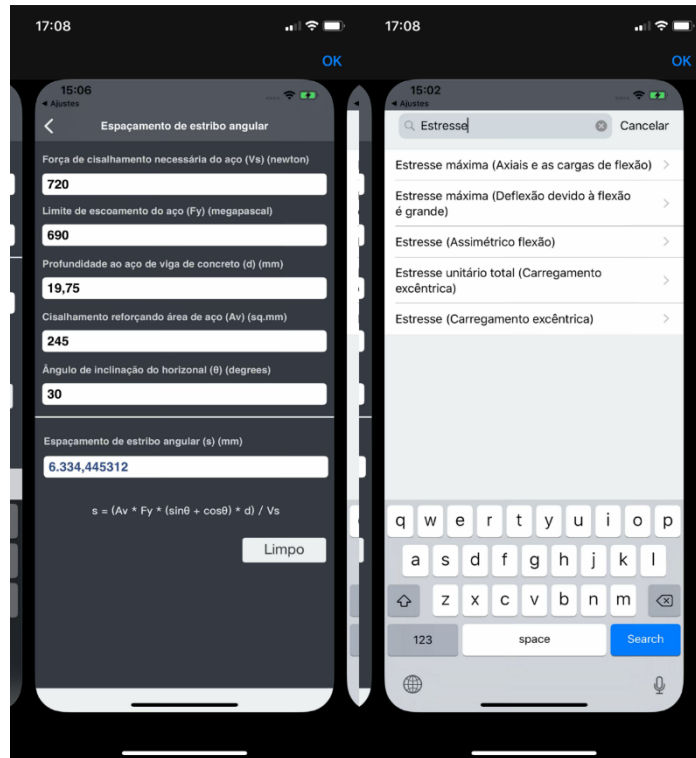 17:08
OK
15:06
Ajustes
Espaçamento de estribo angular
Força de cisalhamento necessária do aço (Vs) (newton)
720
Limite de escoamento do aço (Fy) (megapascal)
690
Profundidade ao aço de viga de concreto (d) (mm)
19,75
Cisalhamento reforçando área de aço (Av) (sq.mm)
245
Ângulo de inclinação do horizonal (θ) (degrees)
30
Espaçamento de estribo angular (s) (mm)
6.334,445312
s = (Av * Fy * (sinθ + cosθ) * d) / Vs
Limpo
17:08
OK
15:02
Ajustes
Estresse
Cancelar
Estresse máxima (Axiais e as cargas de flexão)
Estresse máxima (Deflexão devido à flexão
é grande)
Estresse (Assimétrico flexão)
Estresse unitário total (Carregamento
excêntrica)
Estresse (Carregamento excêntrica)
q w e r t y u i o p
a s d f g h j k l
z x c v b n m
123 space Search